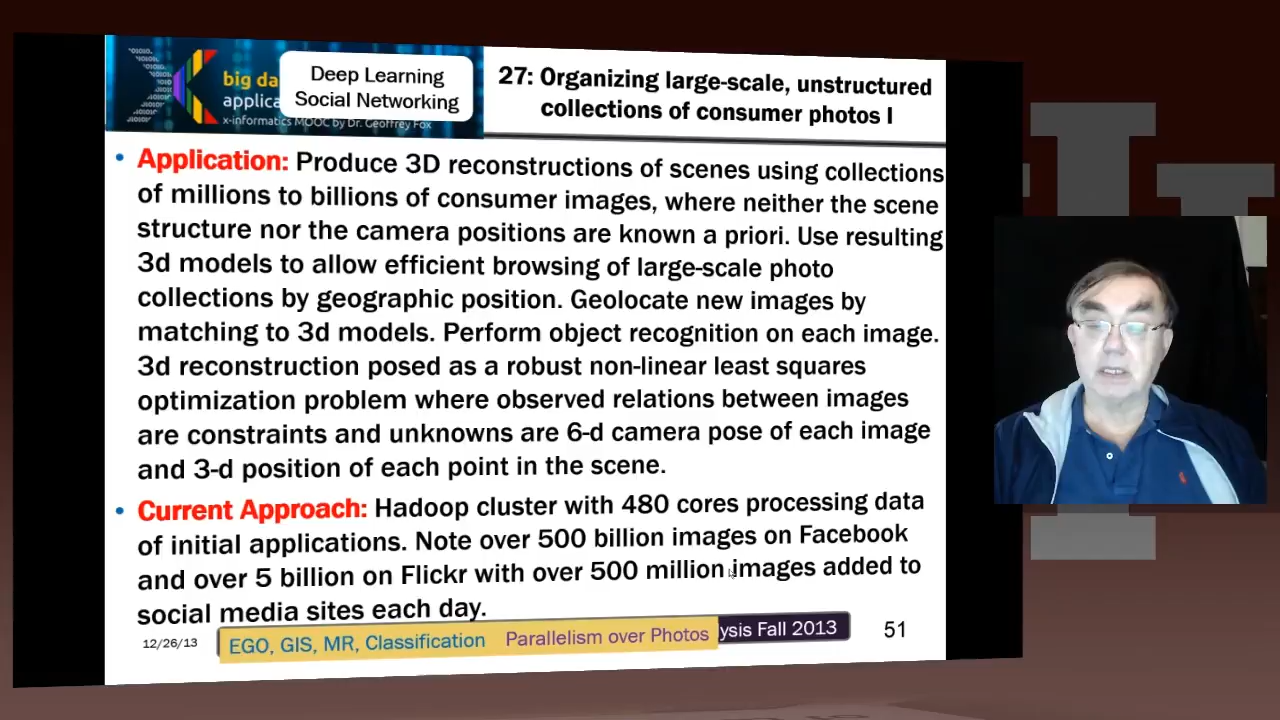 big da
applica
x-informatics MOOC by Dr. Geoffrey Fox
Deep Learning
Social Networking
27: Organizing large-scale, unstructured
collections of consumer photos I
• Application: Produce 3D reconstructions of scenes using collections
of millions to billions of consumer images, where neither the scene
structure nor the camera positions are known a priori. Use resulting
3d models to allow efficient browsing of large-scale photo
collections by geographic position. Geolocate new images by
matching to 3d models. Perform object recognition on each image.
3d reconstruction posed as a robust non-linear least squares
optimization problem where observed relations between images
are constraints and unknowns are 6-d camera pose of each image
and 3-d position of each point in the scene.
• Current Approach: Hadoop cluster with 480 cores processing data
of initial applications. Note over 500 billion images on Facebook
and over 5 billion on Flickr with over 500 million images added to
social media sites each day.
12/26/13
EGO, GIS, MR, Classification Parallelism over Photos
ysis Fall 2013
51